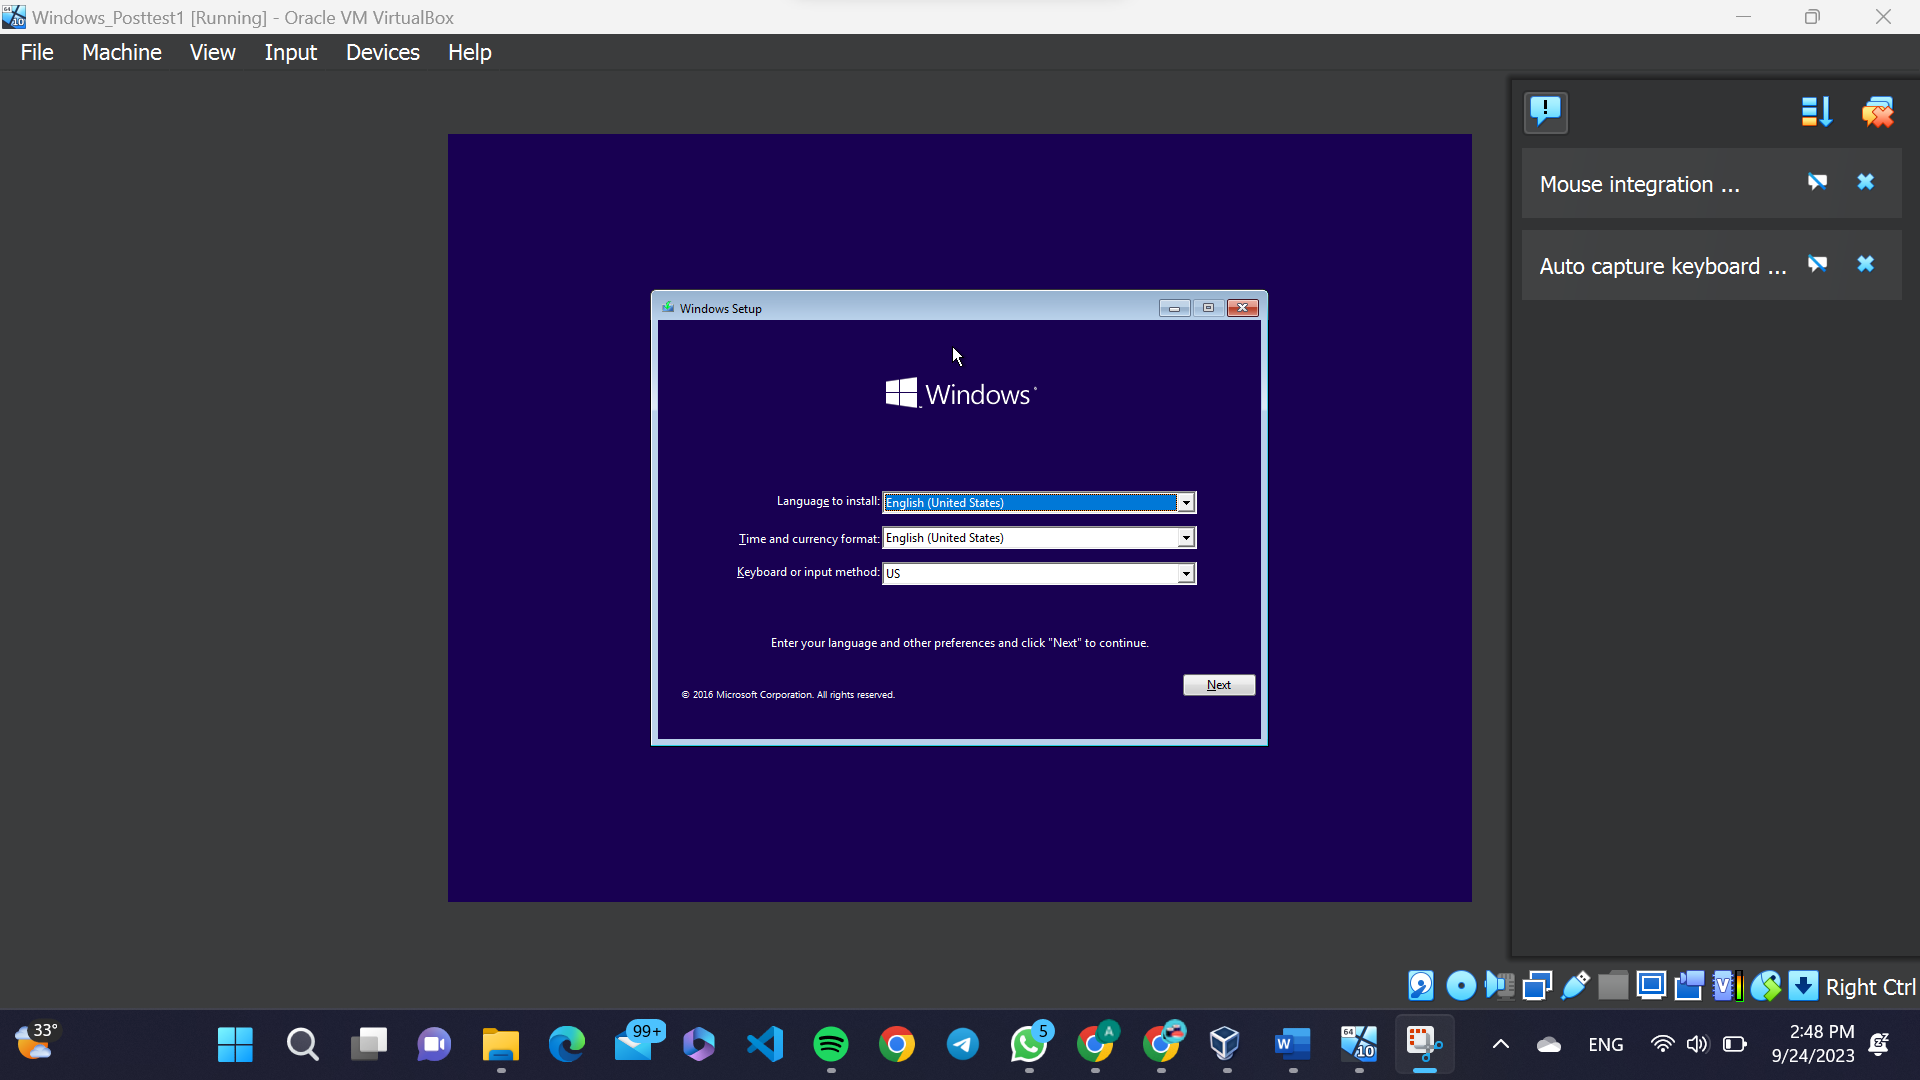 Windows_Posttest1 [Running] - Oracle VM VirtualBox
File Machine View Input Devices Help
Mouse integration ...
Auto capture keyboard ...
Windows Setup
Windows
Language to install: English (United States)
Time and currency format: English (United States)
Keyboard or input method: US
Enter your language and other preferences and click "Next" to continue.
Next
© 2016 Microsoft Corporation. All rights reserved.
Right Ctrl
33°
99+
5
A
W
64
10
ENG
2:48 PM
9/24/2023